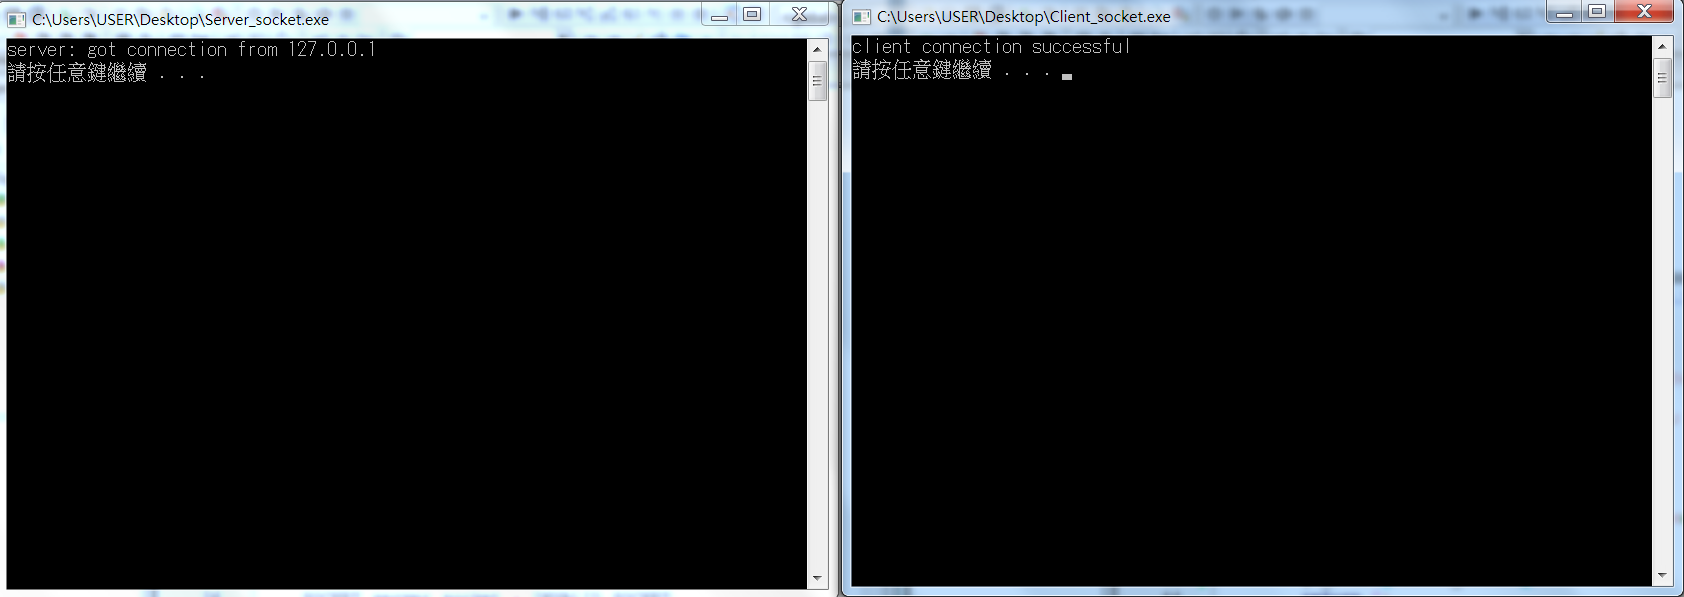 C:\Users\USER\Desktop\Server_socket.exe
server: got connection from 127.0.0.1
請按任意鍵繼續 . . .
C:\Users\USER\Desktop\Client_socket.exe
client connection successful
請按任意鍵繼續 . . .